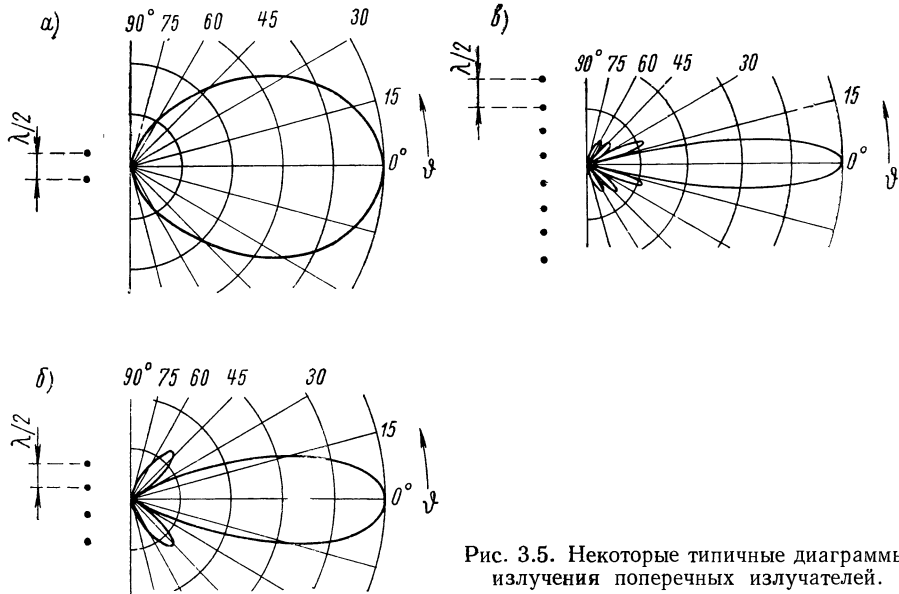 а)
90° 75 60 45 30
15
0°
ϑ
λ/2
в)
90° 75 60 45 30
15
0°
ϑ
λ/2
б)
90° 75 60 45 30
15
0°
ϑ
λ/2
Рис. 3.5. Некоторые типичные диаграммы
излучения поперечных излучателей.